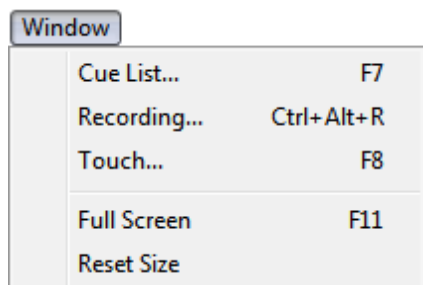 Window
Cue List... F7
Recording... Ctrl+Alt+R
Touch... F8
Full Screen F11
Reset Size